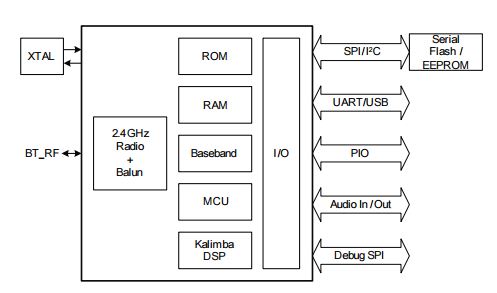 XTAL
BT_RF
2.4GHz
Radio
+
Balun
ROM
RAM
Baseband
MCU
Kalimba
DSP
I/O
SPI/I²C
Serial
Flash /
EEPROM
UART/USB
PIO
Audio In/Out
Debug SPI